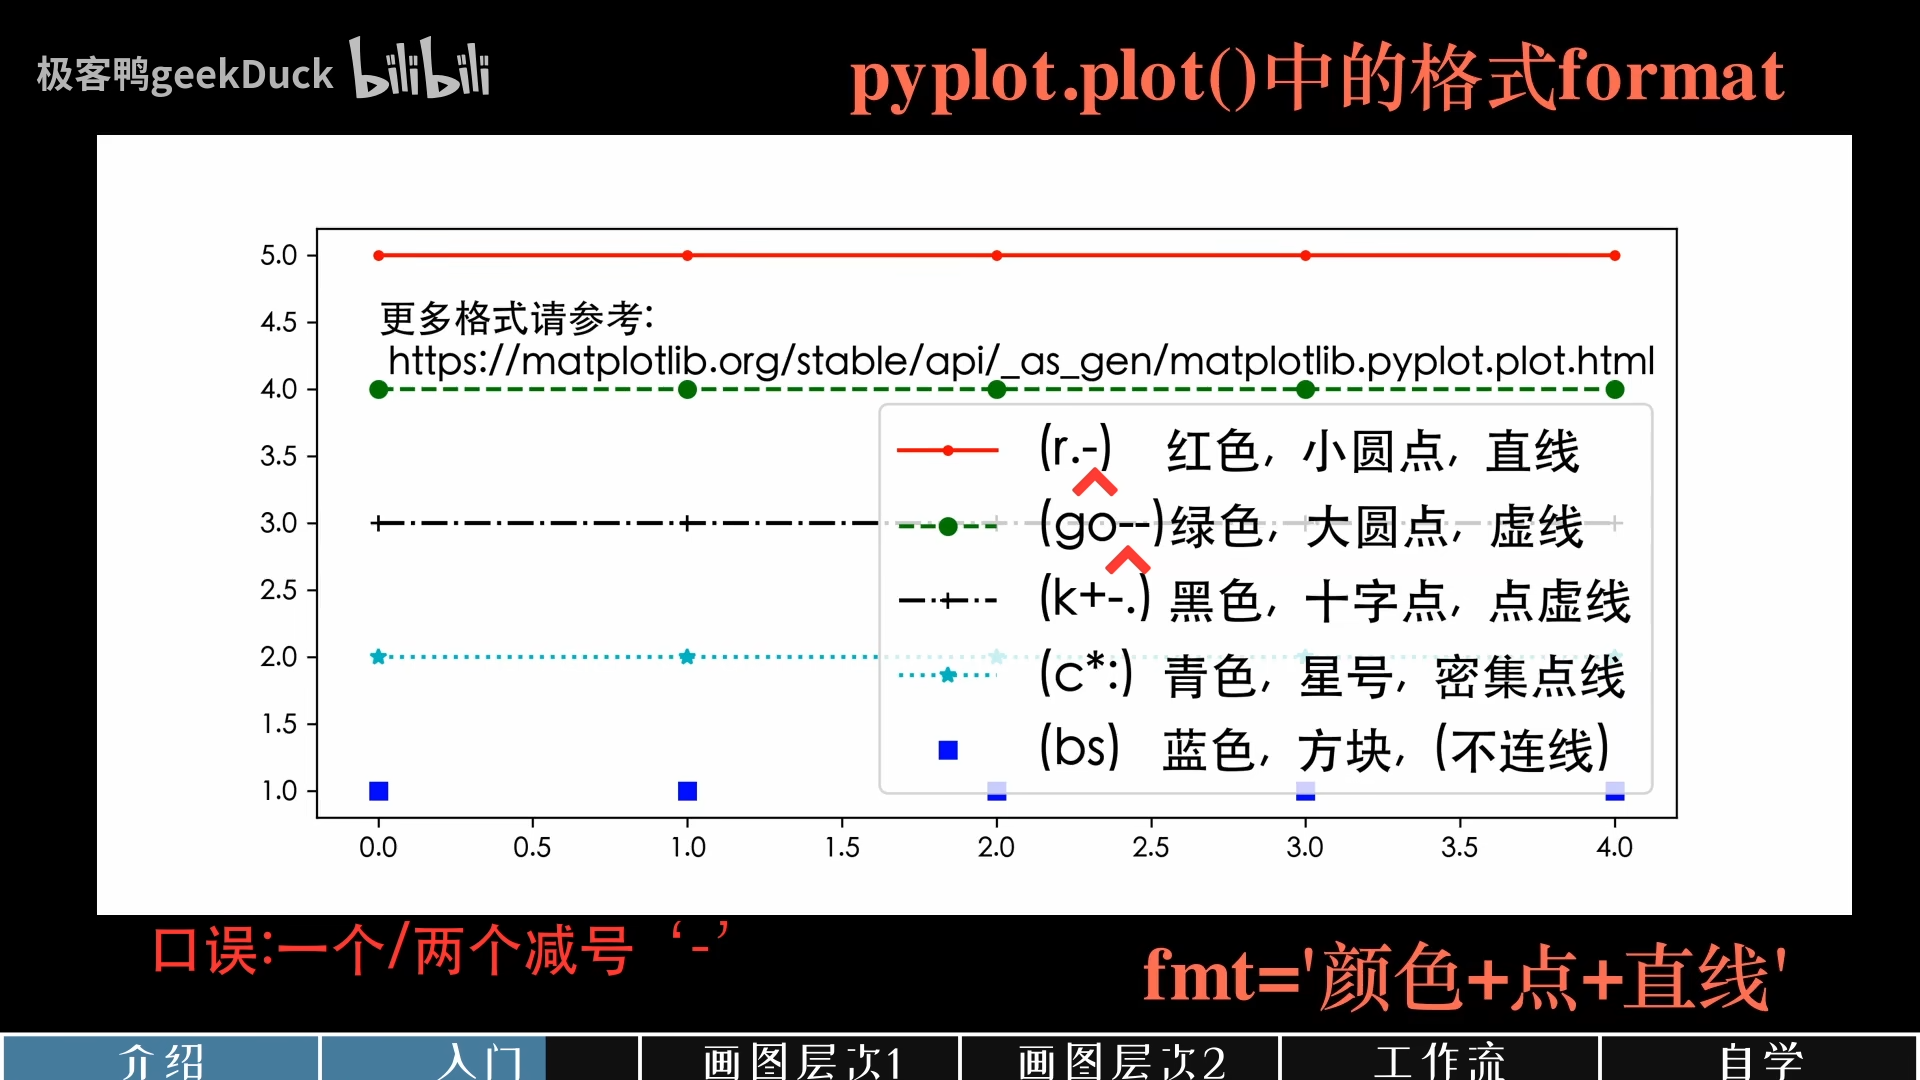 极客鸭geekDuck bilibili
pyplot.plot()中的格式format
5.0
更多格式请参考:
4.5
https://matplotlib.org/stable/api/_as_gen/matplotlib.pyplot.plot.html
4.0
(r.-) 红色, 小圆点, 直线
3.5
(go--)绿色, 大圆点, 虚线
3.0
(k+-.) 黑色, 十字点, 点虚线
2.5
(c*:) 青色, 星号, 密集点线
2.0
(bs) 蓝色, 方块, (不连线)
1.5
1.0
0.0 0.5 1.0 1.5 2.0 2.5 3.0 3.5 4.0
口误:一个/两个减号‘-’
fmt='颜色+点+直线'
介绍 入门 画图层次1 画图层次2 工作流 自学